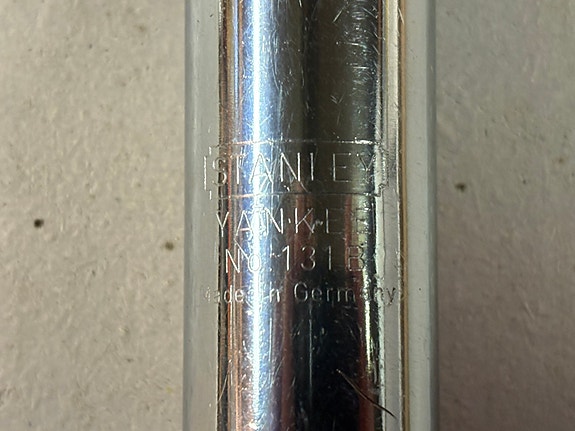 STANLEY
YANKEE
No 131B
Made in Germany